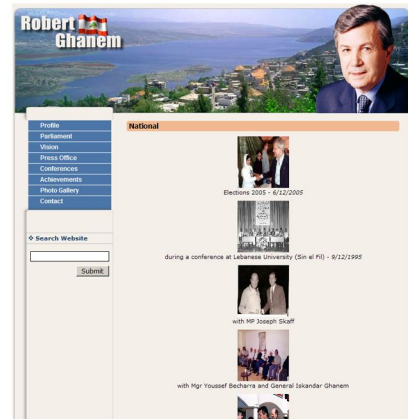 Robert
Ghanem
Profile
Parliament
Vision
Press Office
Conferences
Achievements
Photo Gallery
Contact
Search Website
Submit
National
Elections 2005 - 6/12/2005
during a conference at Lebanese University (Sin el Fil) - 9/12/1995
with MP Joseph Skaff
with Mgr Youssef Becharra and General Iskandar Ghanem